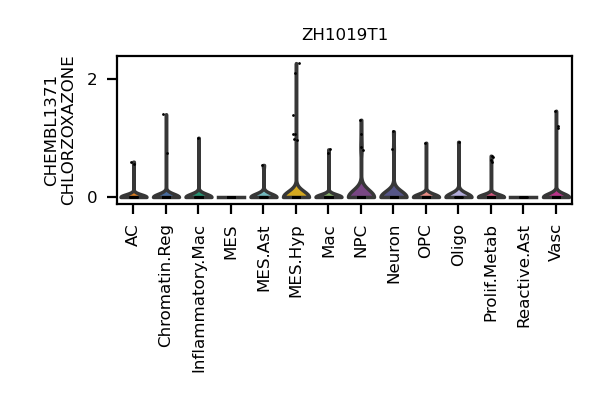 ZH1019T1
CHEMBL1371
CHLORZOXAZONE
2
0
AC
Chromatin.Reg
Inflammatory.Mac
MES
MES.Ast
MES.Hyp
Mac
NPC
Neuron
OPC
Oligo
Prolif.Metab
Reactive.Ast
Vasc